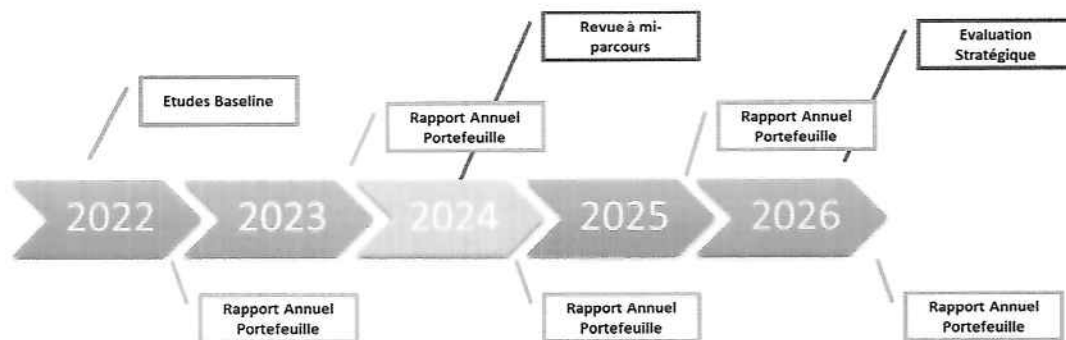 Revue à mi-
parcours
Evaluation
Stratégique
Etudes Baseline
Rapport Annuel
Portefeuille
Rapport Annuel
Portefeuille
2022
2023
2024
2025
2026
Rapport Annuel
Portefeuille
Rapport Annuel
Portefeuille
Rapport Annuel
Portefeuille